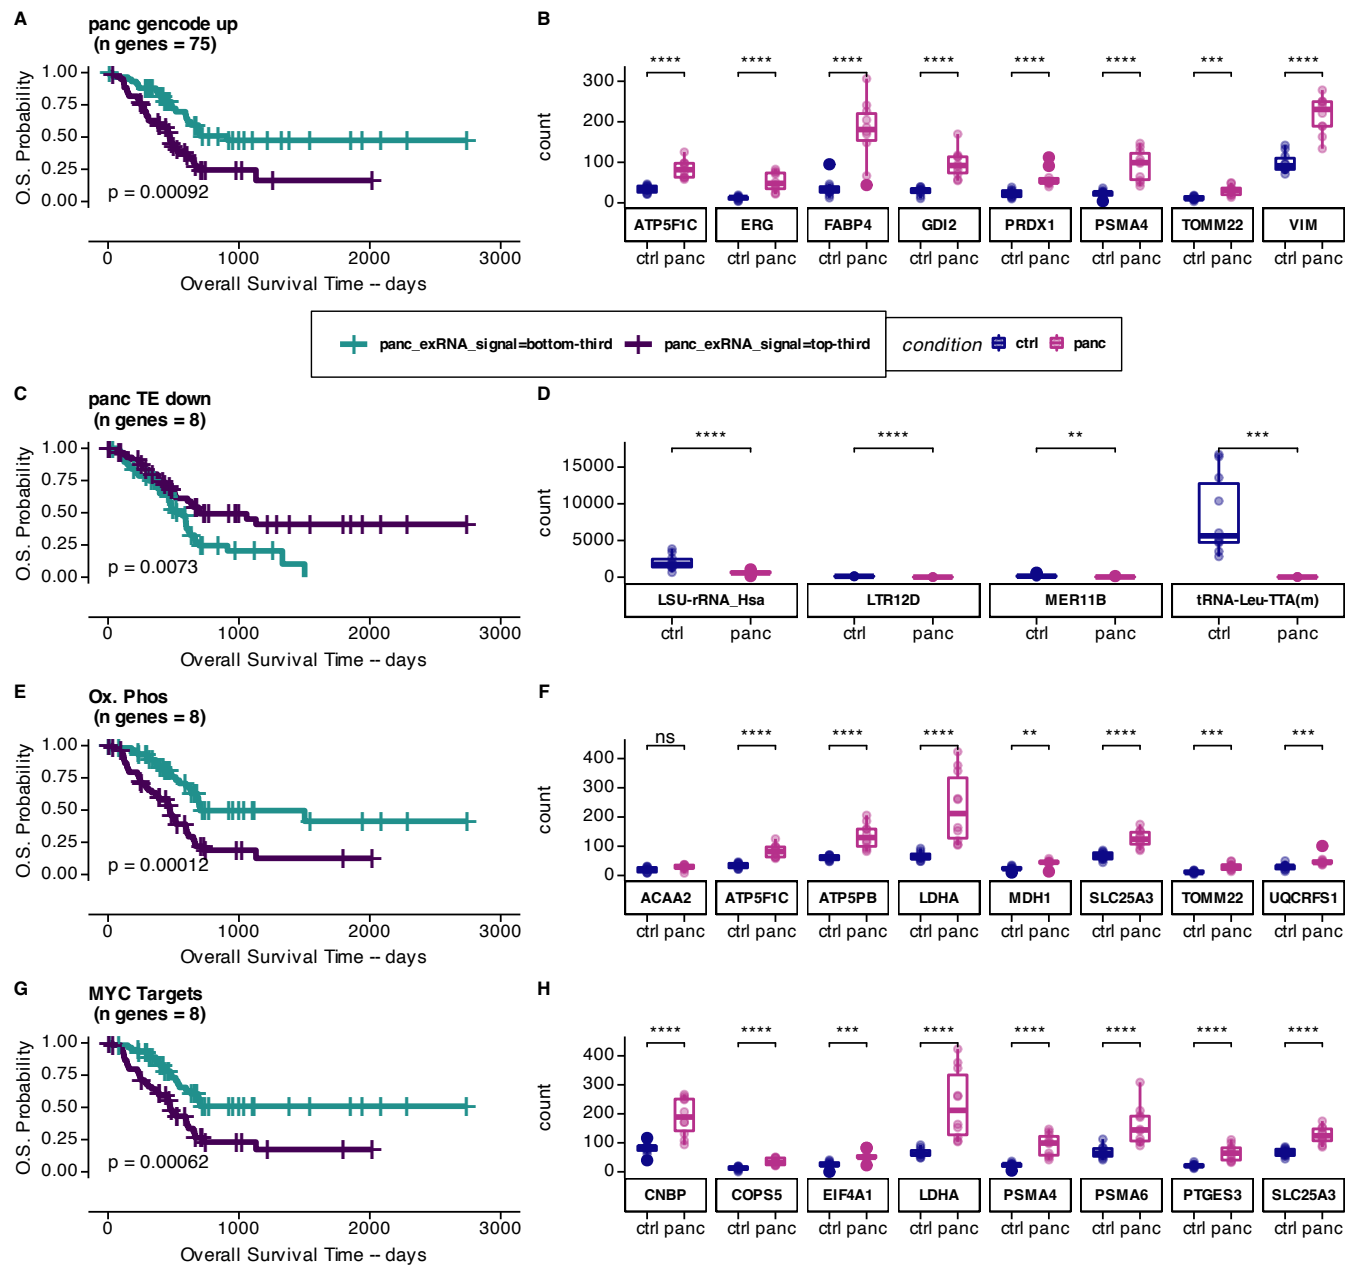 A
panc gencode up
(n genes = 75)
1.00
0.75
0.50
0.25
0.00
O.S. Probability
p = 0.00092
0 1000 2000 3000
Overall Survival Time -- days
B
**** **** **** **** **** **** *** ****
300
200
100
0
count
ATP5F1C ERG FABP4 GDI2 PRDX1 PSMA4 TOMM22 VIM
ctrl panc ctrl panc ctrl panc ctrl panc ctrl panc ctrl panc ctrl panc ctrl panc
panc_exRNA_signal=bottom-third panc_exRNA_signal=top-third
condition ctrl panc
C
panc TE down
(n genes = 8)
1.00
0.75
0.50
0.25
0.00
O.S. Probability
p = 0.0073
0 1000 2000 3000
Overall Survival Time -- days
D
**** **** ** ***
15000
10000
5000
0
count
LSU-rRNA_Hsa LTR12D MER11B tRNA-Leu-TTA(m)
ctrl panc ctrl panc ctrl panc ctrl panc
E
Ox. Phos
(n genes = 8)
1.00
0.75
0.50
0.25
0.00
O.S. Probability
p = 0.00012
0 1000 2000 3000
Overall Survival Time -- days
F
ns **** **** **** ** **** *** ***
400
300
200
100
0
count
ACAA2 ATP5F1C ATP5PB LDHA MDH1 SLC25A3 TOMM22 UQCRFS1
ctrl panc ctrl panc ctrl panc ctrl panc ctrl panc ctrl panc ctrl panc ctrl panc
G
MYC Targets
(n genes = 8)
1.00
0.75
0.50
0.25
0.00
O.S. Probability
p = 0.00062
0 1000 2000 3000
Overall Survival Time -- days
H
**** **** *** **** **** **** **** ****
400
300
200
100
0
count
CNBP COPS5 EIF4A1 LDHA PSMA4 PSMA6 PTGES3 SLC25A3
ctrl panc ctrl panc ctrl panc ctrl panc ctrl panc ctrl panc ctrl panc ctrl panc